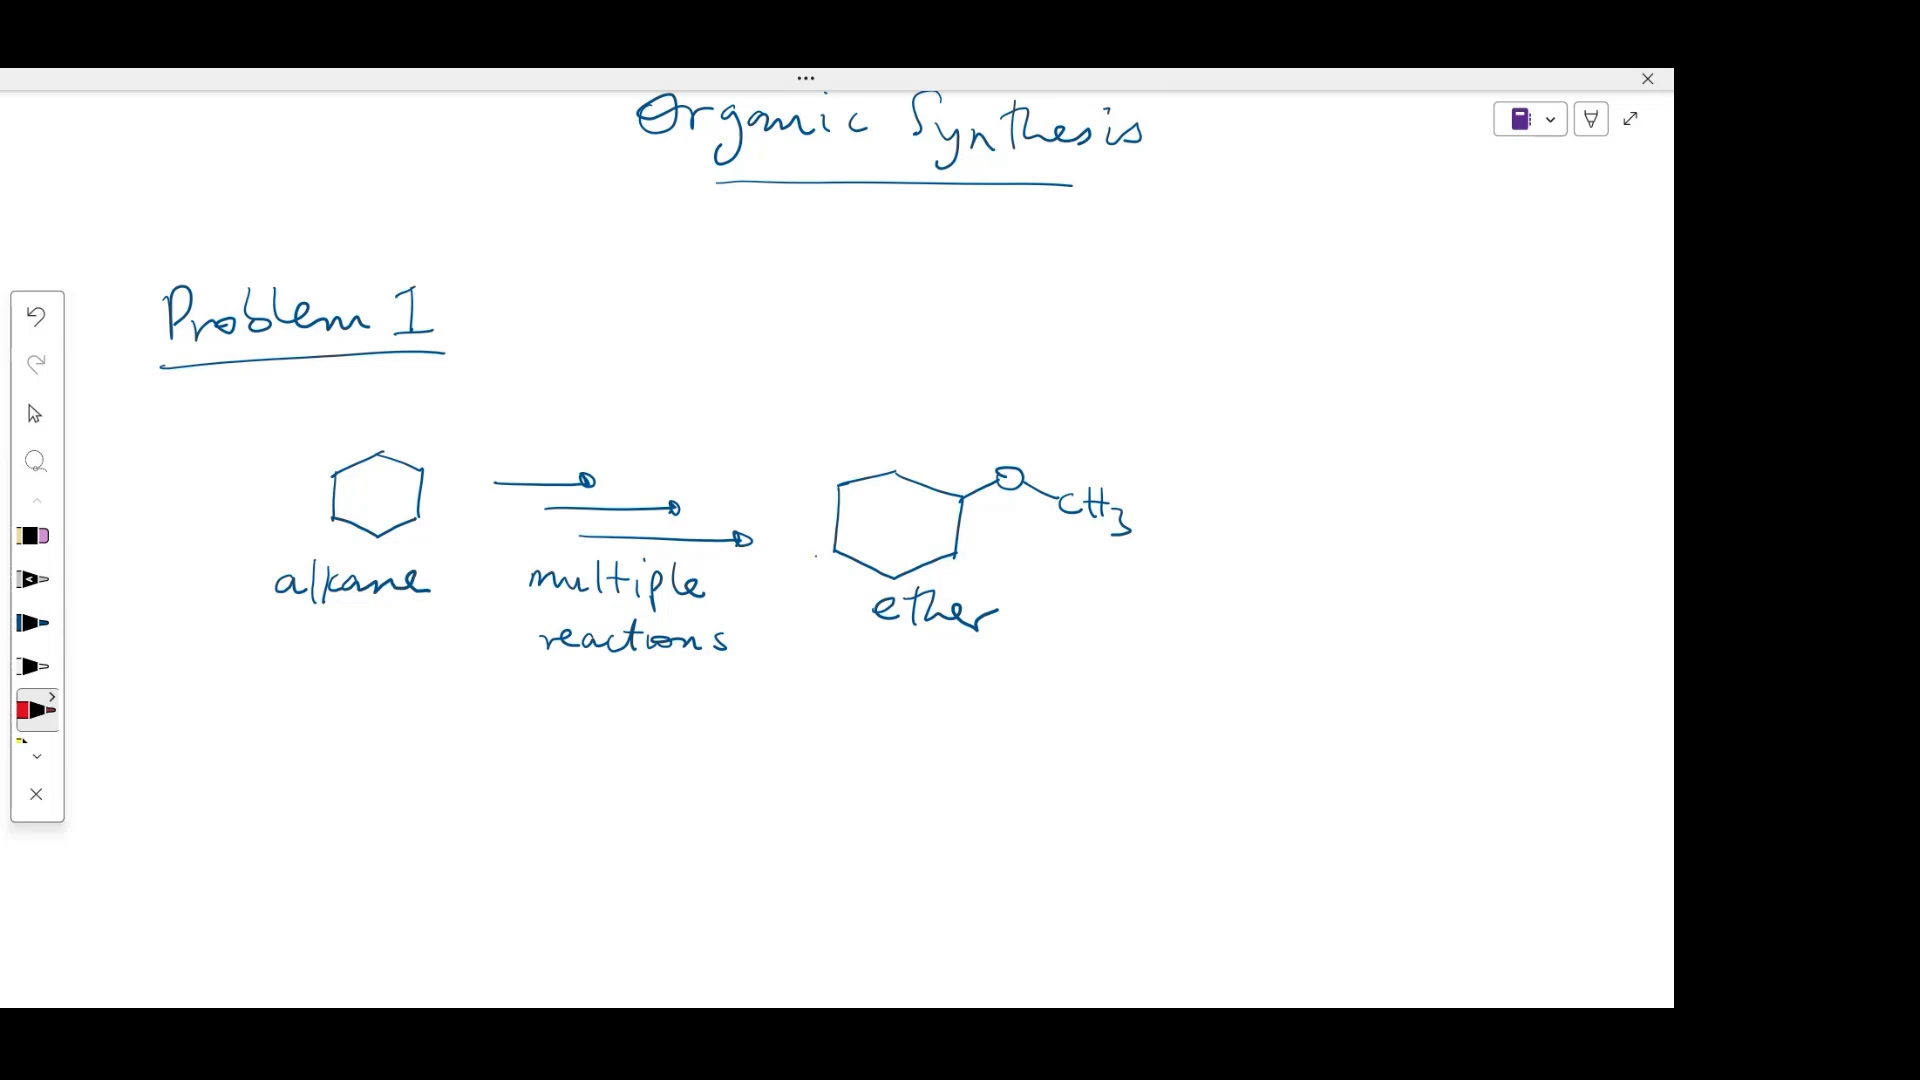 Organic Synthesis
Problem 1
O
CH3
alkane
multiple
reactions
ether